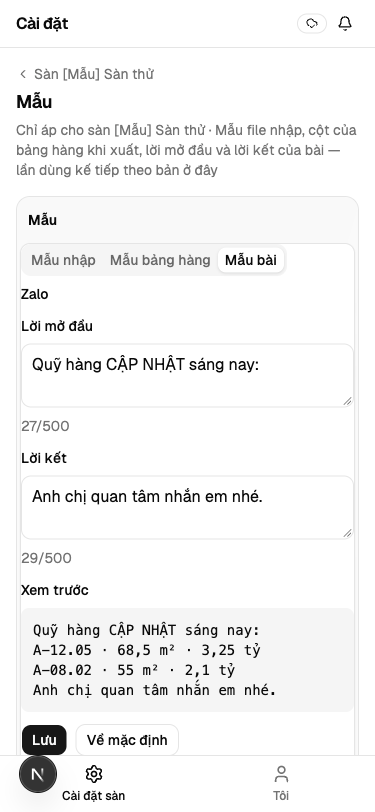 Cài đặt
Sàn [Mẫu] Sàn thử
Mẫu
Chỉ áp cho sàn [Mẫu] Sàn thử · Mẫu file nhập, cột của
bảng hàng khi xuất, lời mở đầu và lời kết của bài —
lần dùng kế tiếp theo bản ở đây
Mẫu
Mẫu nhập Mẫu bảng hàng Mẫu bài
Zalo
Lời mở đầu
Quỹ hàng CẬP NHẬT sáng nay:
27/500
Lời kết
Anh chị quan tâm nhắn em nhé.
29/500
Xem trước
Quỹ hàng CẬP NHẬT sáng nay:
A-12.05 · 68,5 m² · 3,25 tỷ
A-08.02 · 55 m² · 2,1 tỷ
Anh chị quan tâm nhắn em nhé.
Lưu Về mặc định
N
Cài đặt sàn Tôi